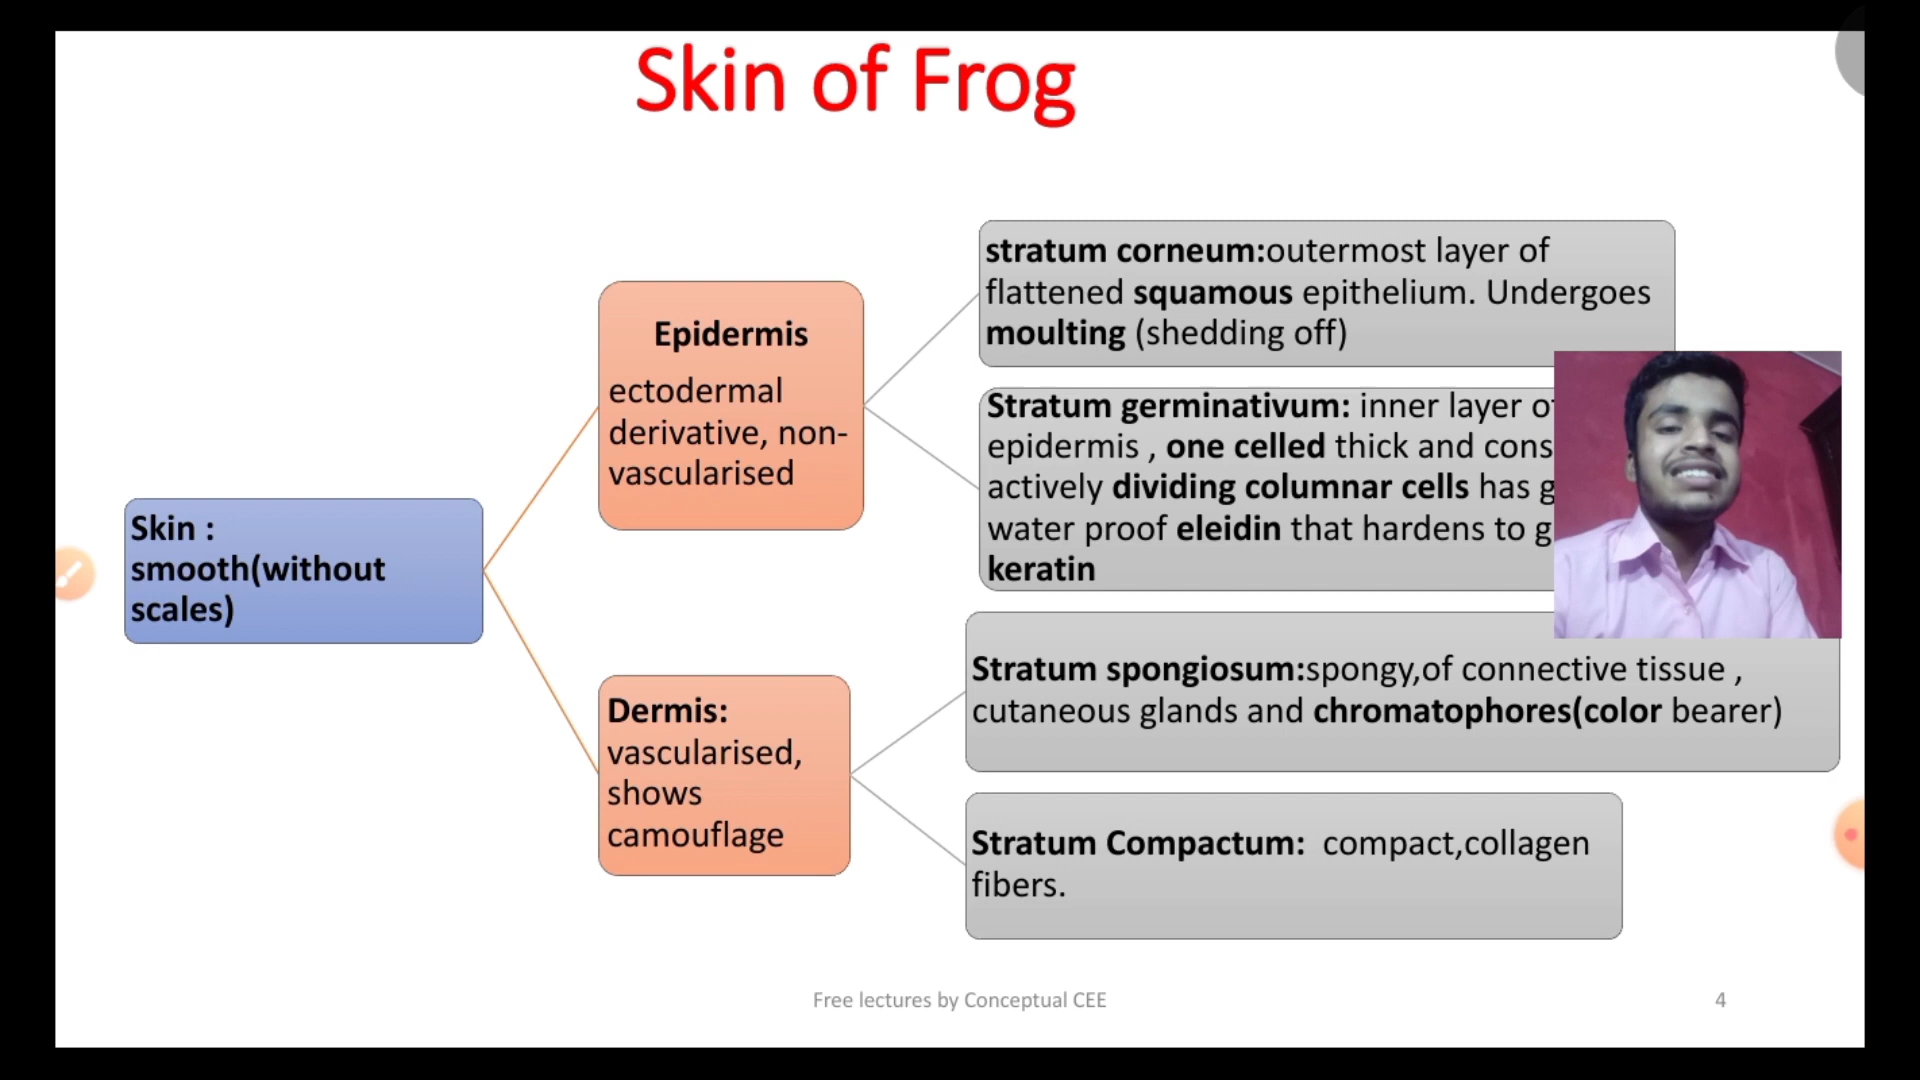 Skin of Frog
Skin :
smooth(without
scales)
Epidermis
ectodermal
derivative, non-
vascularised
Dermis:
vascularised,
shows
camouflage
stratum corneum:outermost layer of
flattened squamous epithelium. Undergoes
moulting (shedding off)
Stratum germinativum: inner layer
epidermis , one celled thick and
actively dividing columnar cells has
water proof eleidin that hardens to
keratin
Stratum spongiosum:spongy,of connective tissue ,
cutaneous glands and chromatophores(color bearer)
Stratum Compactum: compact,collagen
fibers.
Free lectures by Conceptual CEE
4